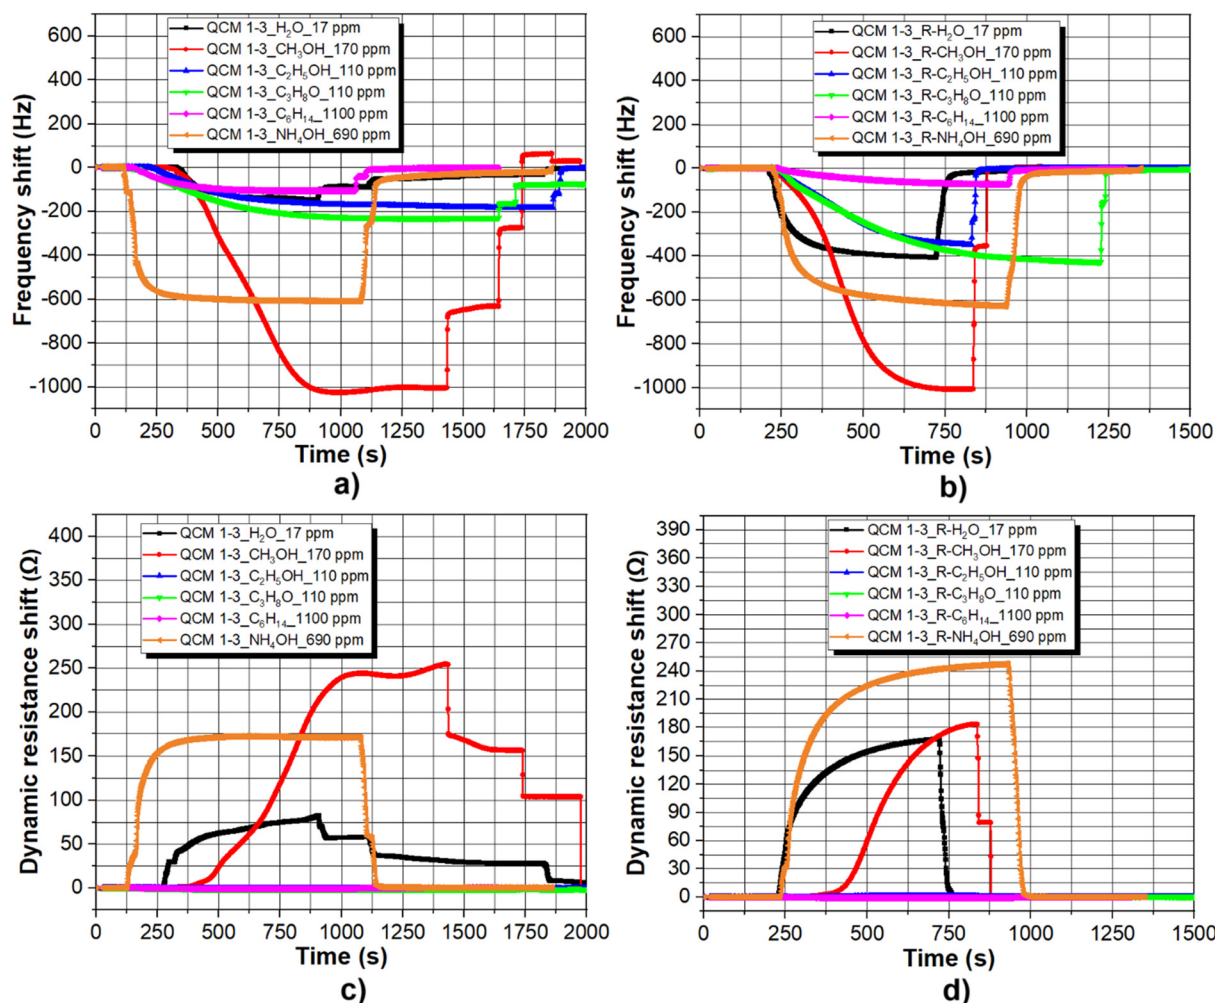 600
400
200
0
-200
-400
-600
-800
-1000
Frequency shift (Hz)
QCM 1-3_H₂O_17 ppm
QCM 1-3_CH₃OH_170 ppm
QCM 1-3_C₂H₅OH_110 ppm
QCM 1-3_C₃H₈O_110 ppm
QCM 1-3_C₆H₁₄_1100 ppm
QCM 1-3_NH₄OH_690 ppm
0 250 500 750 1000 1250 1500 1750 2000
Time (s)
a)
600
400
200
0
-200
-400
-600
-800
-1000
Frequency shift (Hz)
QCM 1-3_R-H₂O_17 ppm
QCM 1-3_R-CH₃OH_170 ppm
QCM 1-3_R-C₂H₅OH_110 ppm
QCM 1-3_R-C₃H₈O_110 ppm
QCM 1-3_R-C₆H₁₄_1100 ppm
QCM 1-3_R-NH₄OH_690 ppm
0 250 500 750 1000 1250 1500
Time (s)
b)
400
350
300
250
200
150
100
50
0
Dynamic resistance shift (Ω)
QCM 1-3_H₂O_17 ppm
QCM 1-3_CH₃OH_170 ppm
QCM 1-3_C₂H₅OH_110 ppm
QCM 1-3_C₃H₈O_110 ppm
QCM 1-3_C₆H₁₄_1100 ppm
QCM 1-3_NH₄OH_690 ppm
0 250 500 750 1000 1250 1500 1750 2000
Time (s)
c)
390
360
330
300
270
240
210
180
150
120
90
60
30
0
Dynamic resistance shift (Ω)
QCM 1-3_R-H₂O_17 ppm
QCM 1-3_R-CH₃OH_170 ppm
QCM 1-3_R-C₂H₅OH_110 ppm
QCM 1-3_R-C₃H₈O_110 ppm
QCM 1-3_R-C₆H₁₄_1100 ppm
QCM 1-3_R-NH₄OH_690 ppm
0 250 500 750 1000 1250 1500
Time (s)
d)